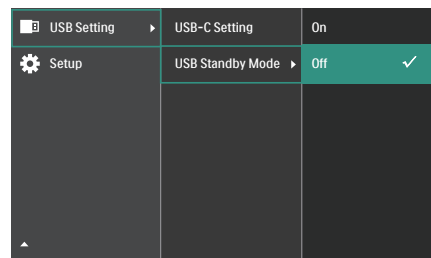 USB Setting
USB-C Setting
On
Setup
USB Standby Mode
Off